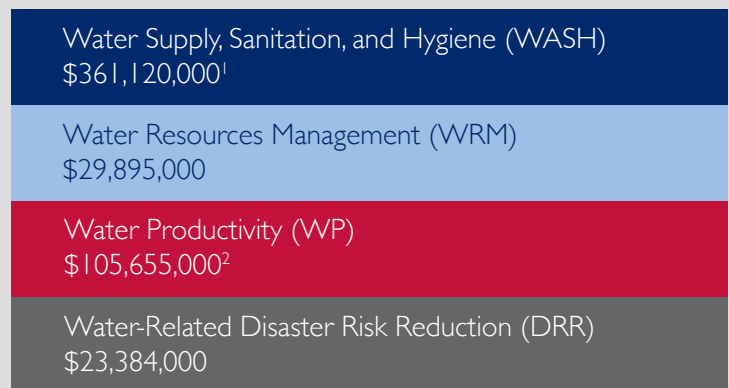 Water Supply, Sanitation, and Hygiene (WASH)
$361,120,000¹
Water Resources Management (WRM)
$29,895,000
Water Productivity (WP)
$105,655,000²
Water-Related Disaster Risk Reduction (DRR)
$23,384,000